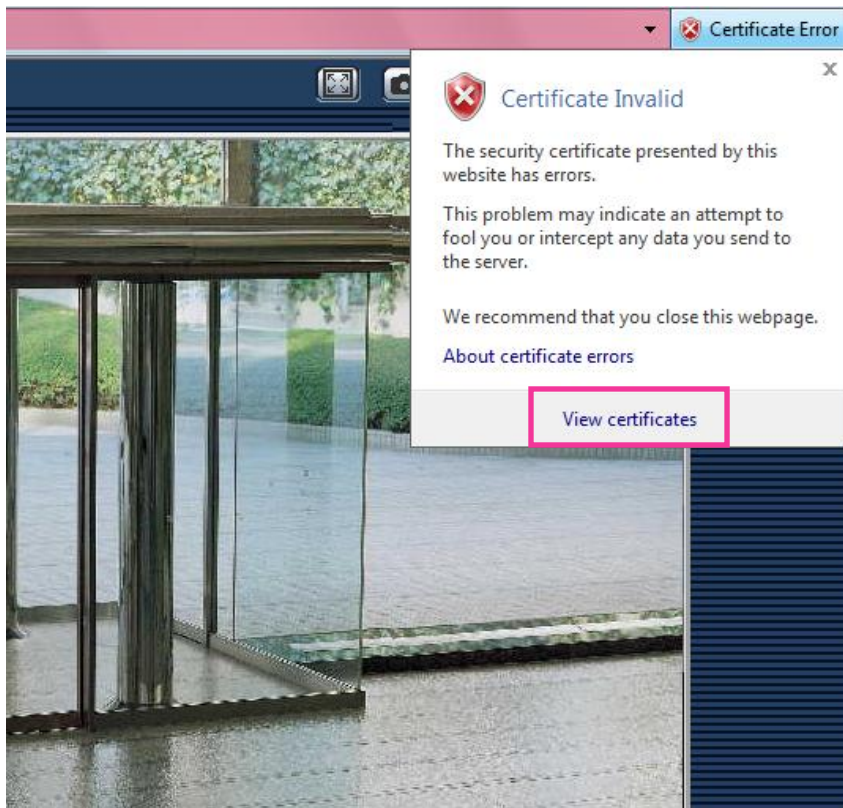 Certificate Error
x
Certificate Invalid
The security certificate presented by this
website has errors.
This problem may indicate an attempt to
fool you or intercept any data you send to
the server.
We recommend that you close this webpage.
About certificate errors
View certificates